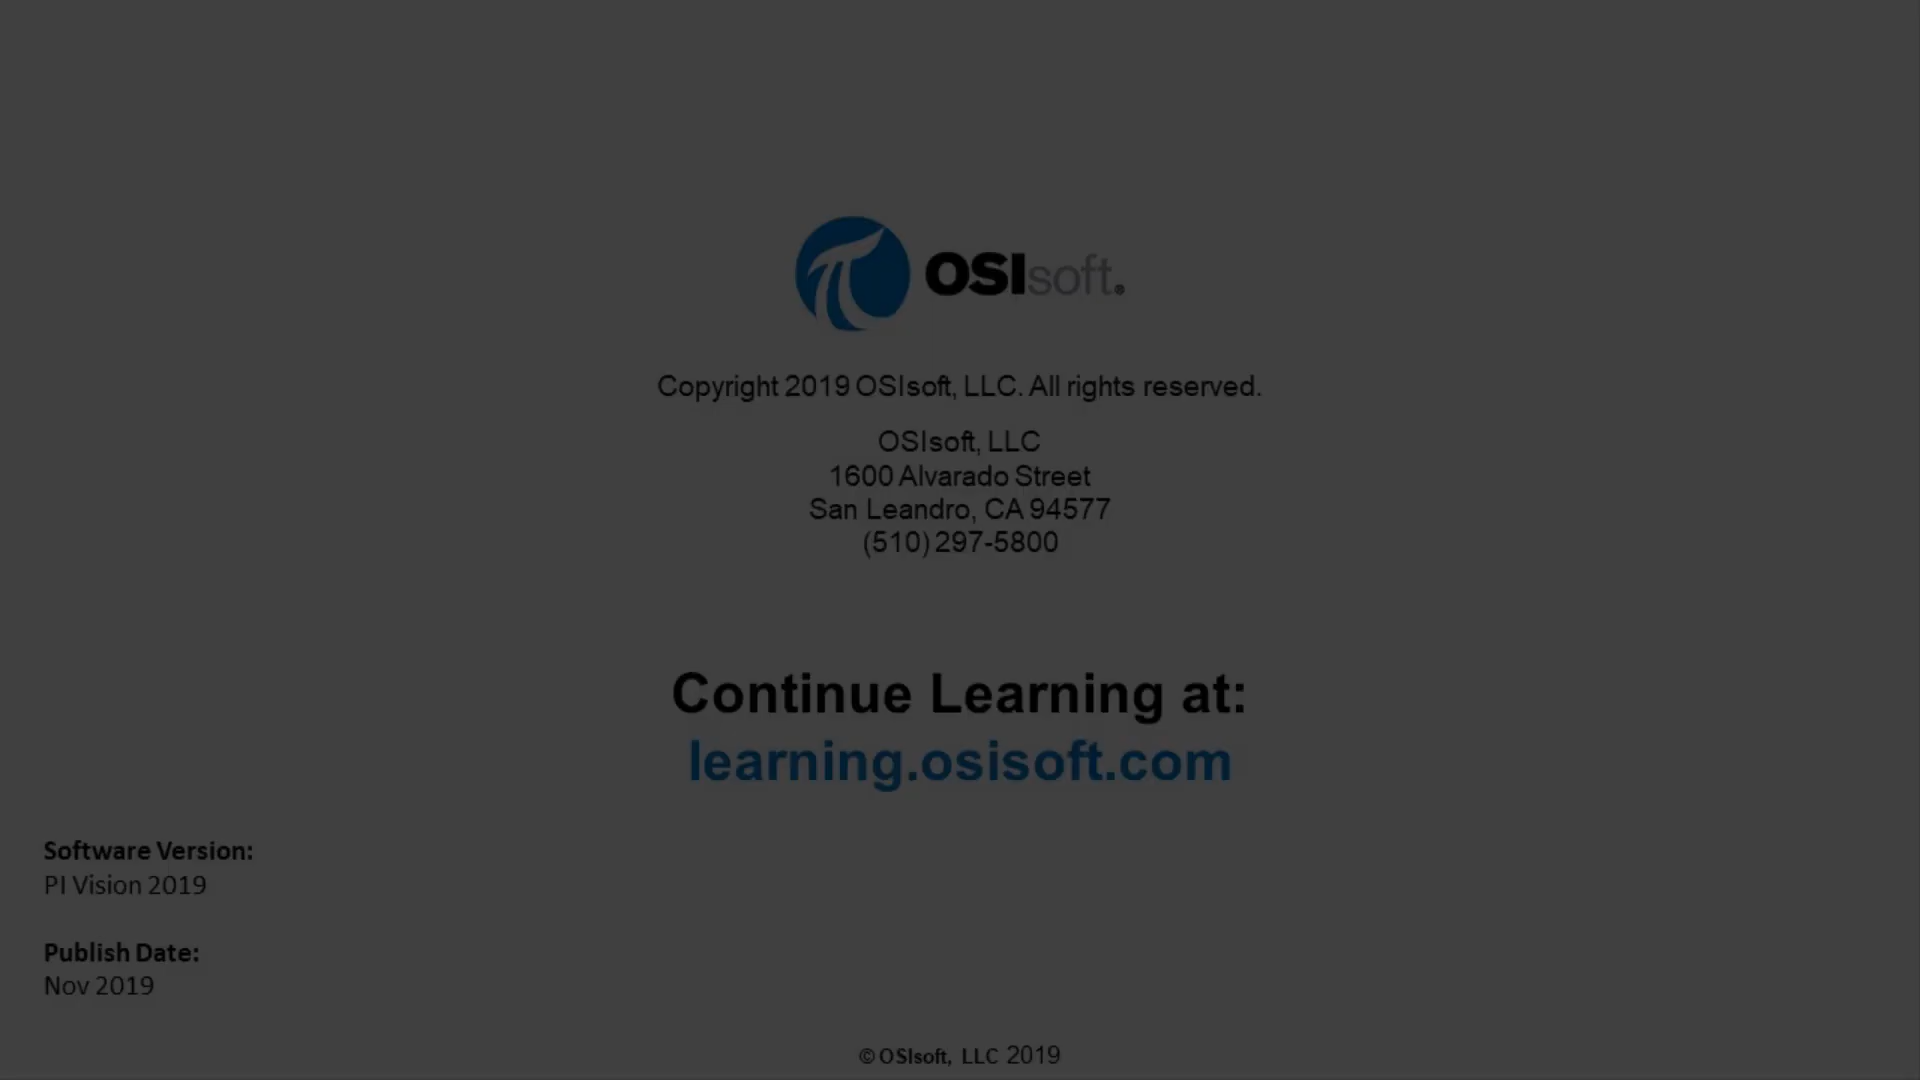 OSIsoft.
Copyright 2019 OSIsoft, LLC. All rights reserved.
OSIsoft, LLC
1600 Alvarado Street
San Leandro, CA 94577
(510) 297-5800
Continue Learning at:
learning.osisoft.com
Software Version:
PI Vision 2019
Publish Date:
Nov 2019
© OSIsoft, LLC 2019